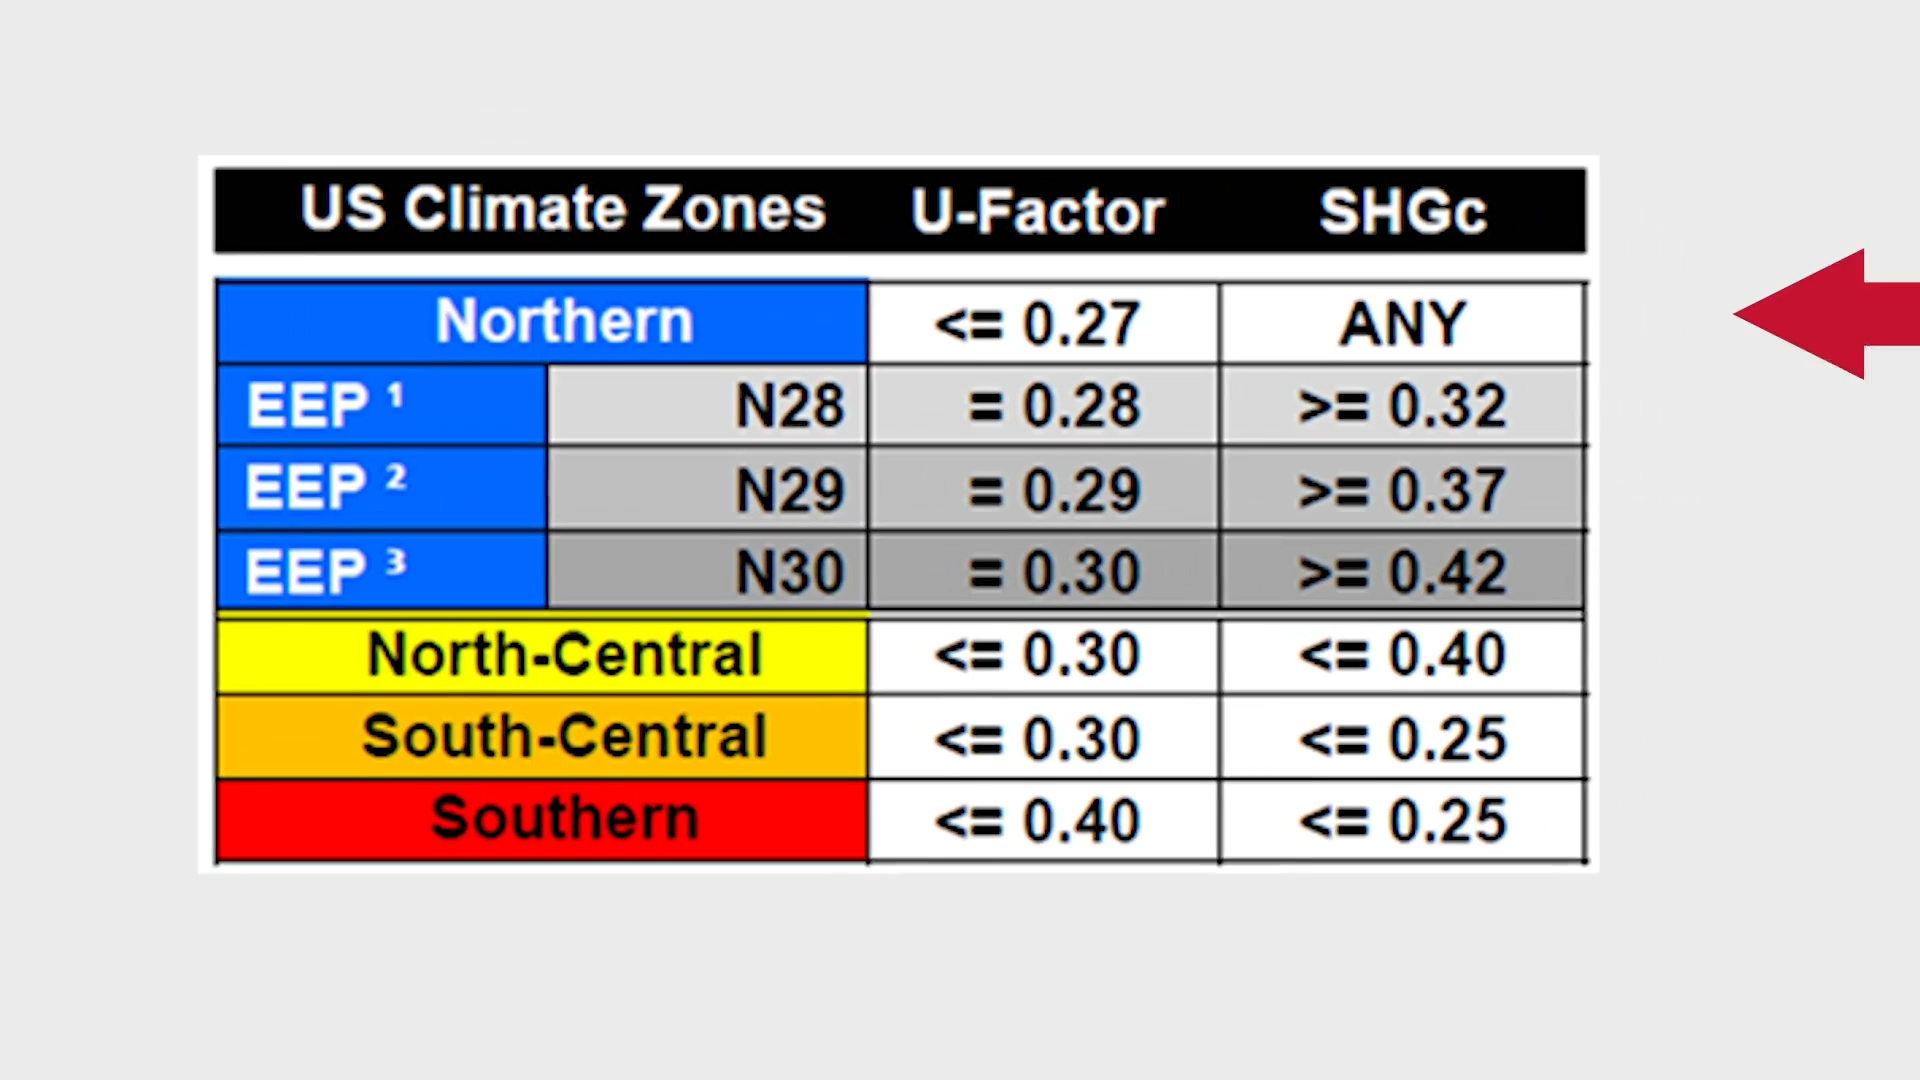 US Climate Zones U-Factor SHGc
Northern <= 0.27 ANY
EEP ¹ N28 = 0.28 >= 0.32
EEP ² N29 = 0.29 >= 0.37
EEP ³ N30 = 0.30 >= 0.42
North-Central <= 0.30 <= 0.40
South-Central <= 0.30 <= 0.25
Southern <= 0.40 <= 0.25